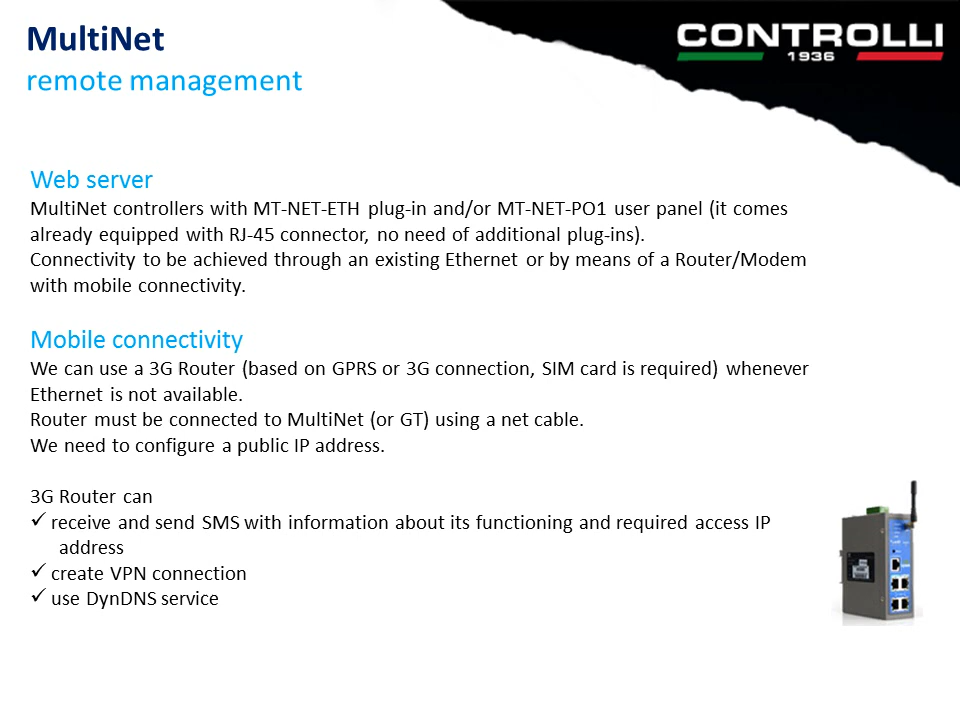 MultiNet
remote management
CONTROLLI
1936
Web server
MultiNet controllers with MT-NET-ETH plug-in and/or MT-NET-PO1 user panel (it comes
already equipped with RJ-45 connector, no need of additional plug-ins).
Connectivity to be achieved through an existing Ethernet or by means of a Router/Modem
with mobile connectivity.
Mobile connectivity
We can use a 3G Router (based on GPRS or 3G connection, SIM card is required) whenever
Ethernet is not available.
Router must be connected to MultiNet (or GT) using a net cable.
We need to configure a public IP address.
3G Router can
✓ receive and send SMS with information about its functioning and required access IP
address
✓ create VPN connection
✓ use DynDNS service